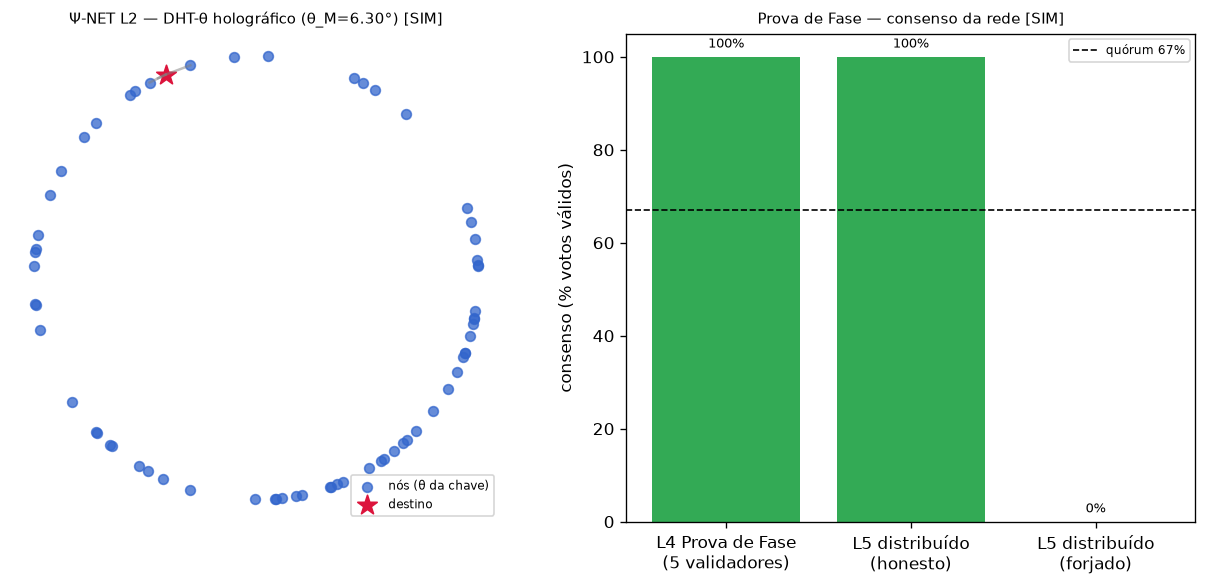 Ψ-NET L2 — DHT-θ holográfico (θ_M=6.30°) [SIM]
nós (θ da chave)
destino
Prova de Fase — consenso da rede [SIM]
100%
100%
quórum 67%
consenso (% votos válidos)
100
80
60
40
20
0
0%
L4 Prova de Fase
(5 validadores)
L5 distribuído
(honesto)
L5 distribuído
(forjado)